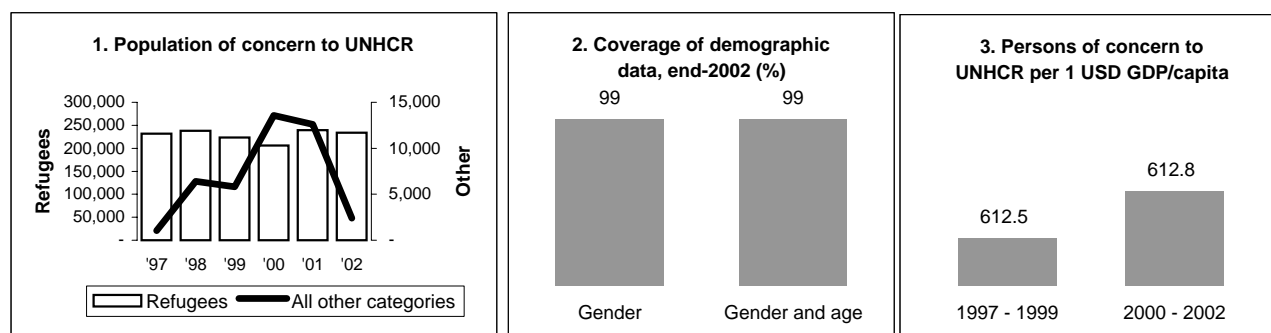 1. Population of concern to UNHCR
300,000
250,000
200,000
150,000
100,000
50,000
-
Refugees
15,000
10,000
5,000
-
Other
'97 '98 '99 '00 '01 '02
Refugees All other categories
2. Coverage of demographic
data, end-2002 (%)
99 99
Gender Gender and age
3. Persons of concern to
UNHCR per 1 USD GDP/capita
612.5
612.8
1997 - 1999 2000 - 2002